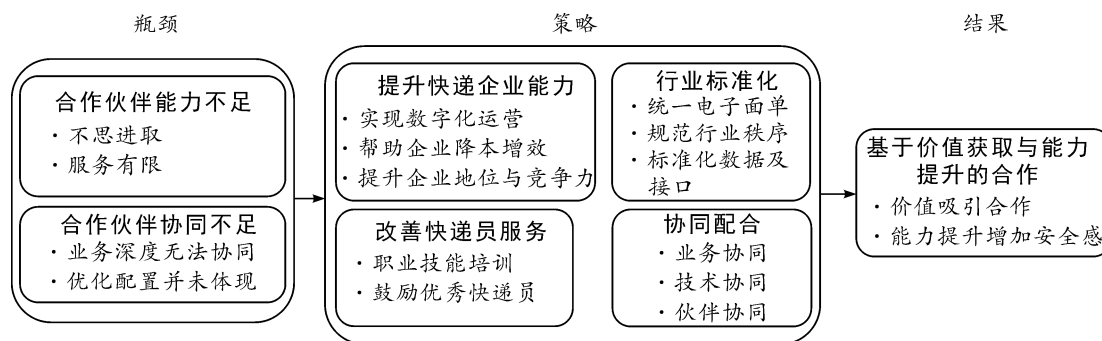 瓶颈
策略
结果
合作伙伴能力不足
·不思进取
·服务有限
合作伙伴协同不足
·业务深度无法协同
·优化配置并未体现
提升快递企业能力
·实现数字化运营
·帮助企业降本增效
·提升企业地位与竞争力
行业标准化
·统一电子面单
·规范行业秩序
·标准化数据及
接口
改善快递员服务
·职业技能培训
·鼓励优秀快递员
协同配合
·业务协同
·技术协同
·伙伴协同
基于价值获取与能力
提升的合作
·价值吸引合作
·能力提升增加安全感